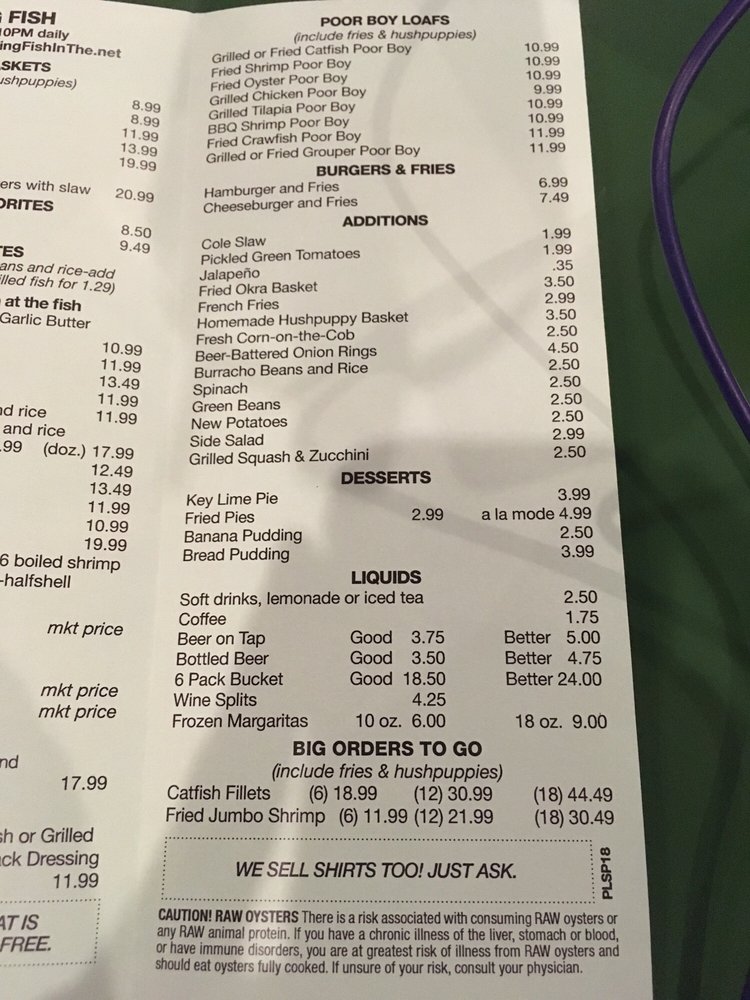 FISH
10PM daily
ingFishInThe.net
ASKETS
ushpuppies)
8.99
8.99
11.99
13.99
19.99
ers with slaw 20.99
ORITES
8.50
9.49
TES
ans and rice-add
illed fish for 1.29)
at the fish
Garlic Butter
10.99
11.99
13.49
11.99
nd rice 11.99
and rice
.99 (doz.) 17.99
12.49
13.49
11.99
10.99
19.99
6 boiled shrimp
-halfshell
mkt price
mkt price
mkt price
nd
17.99
sh or Grilled
ck Dressing
11.99
AT IS
FREE.
POOR BOY LOAFS
(include fries & hushpuppies)
Grilled or Fried Catfish Poor Boy 10.99
Fried Shrimp Poor Boy 10.99
Fried Oyster Poor Boy 10.99
Grilled Chicken Poor Boy 9.99
Grilled Tilapia Poor Boy 10.99
BBQ Shrimp Poor Boy 10.99
Fried Crawfish Poor Boy 11.99
Grilled or Fried Grouper Poor Boy 11.99
BURGERS & FRIES
Hamburger and Fries 6.99
Cheeseburger and Fries 7.49
ADDITIONS
Cole Slaw 1.99
Pickled Green Tomatoes 1.99
Jalapeño .35
Fried Okra Basket 3.50
French Fries 2.99
Homemade Hushpuppy Basket 3.50
Fresh Corn-on-the-Cob 2.50
Beer-Battered Onion Rings 4.50
Burracho Beans and Rice 2.50
Spinach 2.50
Green Beans 2.50
New Potatoes 2.50
Side Salad 2.99
Grilled Squash & Zucchini 2.50
DESSERTS
Key Lime Pie 3.99
Fried Pies 2.99 a la mode 4.99
Banana Pudding 2.50
Bread Pudding 3.99
LIQUIDS
Soft drinks, lemonade or iced tea 2.50
Coffee 1.75
Beer on Tap Good 3.75 Better 5.00
Bottled Beer Good 3.50 Better 4.75
6 Pack Bucket Good 18.50 Better 24.00
Wine Splits 4.25
Frozen Margaritas 10 oz. 6.00 18 oz. 9.00
BIG ORDERS TO GO
(include fries & hushpuppies)
Catfish Fillets (6) 18.99 (12) 30.99 (18) 44.49
Fried Jumbo Shrimp (6) 11.99 (12) 21.99 (18) 30.49
WE SELL SHIRTS TOO! JUST ASK.
PLSP18
CAUTION! RAW OYSTERS There is a risk associated with consuming RAW oysters or
any RAW animal protein. If you have a chronic illness of the liver, stomach or blood,
or have immune disorders, you are at greatest risk of illness from RAW oysters and
should eat oysters fully cooked. If unsure of your risk, consult your physician.